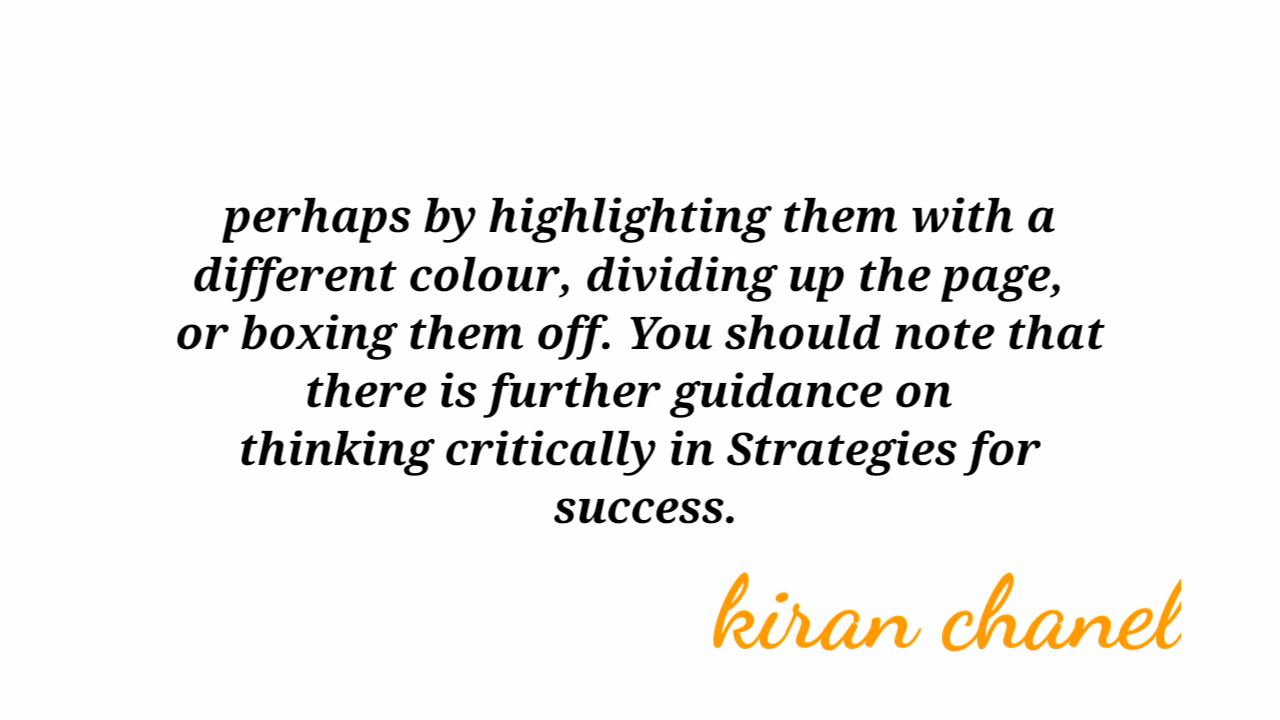 perhaps by highlighting them with a
different colour, dividing up the page,
or boxing them off. You should note that
there is further guidance on
thinking critically in Strategies for
success.
kiran chanel